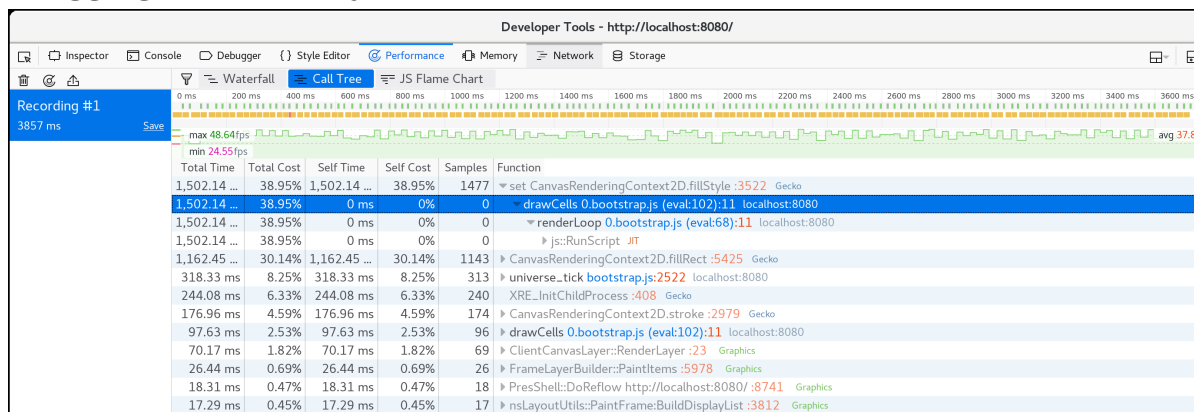 Developer Tools - http://localhost:8080/
Inspector Console Debugger { } Style Editor Performance Memory Network Storage
Waterfall Call Tree JS Flame Chart
Recording #1
3857 ms Save
0 ms 200 ms 400 ms 600 ms 800 ms 1000 ms 1200 ms 1400 ms 1600 ms 1800 ms 2000 ms 2200 ms 2400 ms 2600 ms 2800 ms 3000 ms 3200 ms 3400 ms 3600 ms
max 48.64fps avg 37.8
min 24.55fps
Total Time Total Cost Self Time Self Cost Samples Function
1,502.14 ... 38.95% 1,502.14 ... 38.95% 1477 set CanvasRenderingContext2D.fillStyle :3522 Gecko
1,502.14 ... 38.95% 0 ms 0% 0 drawCells 0.bootstrap.js (eval:102):11 localhost:8080
1,502.14 ... 38.95% 0 ms 0% 0 renderLoop 0.bootstrap.js (eval:68):11 localhost:8080
1,502.14 ... 38.95% 0 ms 0% 0 js::RunScript JIT
1,162.45 ... 30.14% 1,162.45 ... 30.14% 1143 CanvasRenderingContext2D.fillRect :5425 Gecko
318.33 ms 8.25% 318.33 ms 8.25% 313 universe_tick bootstrap.js:2522 localhost:8080
244.08 ms 6.33% 244.08 ms 6.33% 240 XRE_InitChildProcess :408 Gecko
176.96 ms 4.59% 176.96 ms 4.59% 174 CanvasRenderingContext2D.stroke :2979 Gecko
97.63 ms 2.53% 97.63 ms 2.53% 96 drawCells 0.bootstrap.js (eval:102):11 localhost:8080
70.17 ms 1.82% 70.17 ms 1.82% 69 ClientCanvasLayer::RenderLayer :23 Graphics
26.44 ms 0.69% 26.44 ms 0.69% 26 FrameLayerBuilder::PaintItems :5978 Graphics
18.31 ms 0.47% 18.31 ms 0.47% 18 PresShell::DoReflow http://localhost:8080/ :8741 Graphics
17.29 ms 0.45% 17.29 ms 0.45% 17 nsLayoutUtils::PaintFrame:BuildDisplayList :3812 Graphics